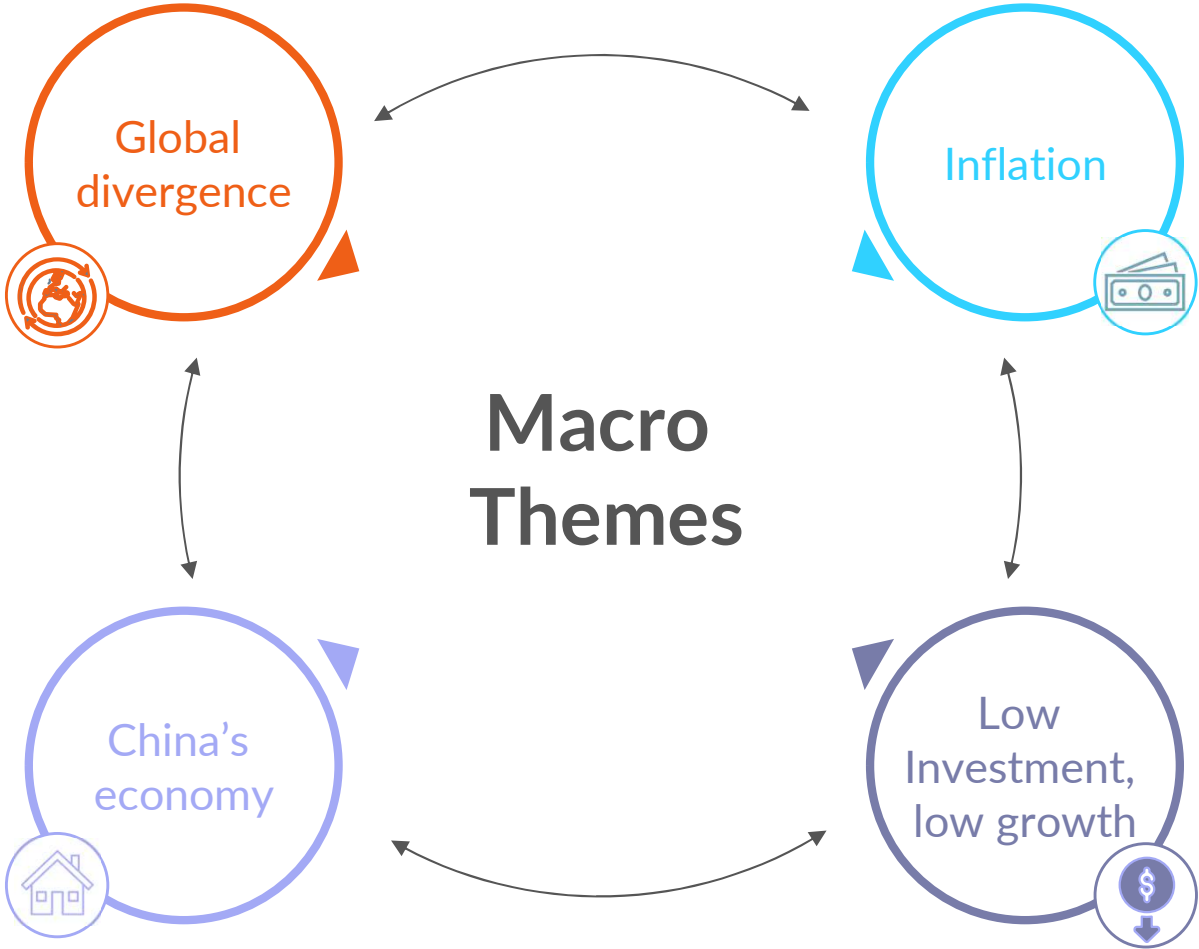 Global
divergence
Inflation
Macro
Themes
China’s
economy
Low
Investment,
low growth
$